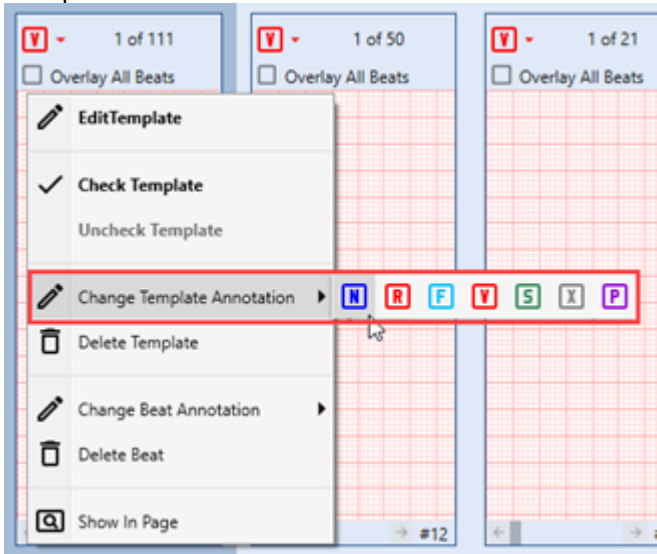 V 1 of 111
Overlay All Beats
V 1 of 50
Overlay All Beats
V 1 of 21
Overlay All Beats
EditTemplate
Check Template
Uncheck Template
Change Template Annotation N R F V S X P
Delete Template
Change Beat Annotation
Delete Beat
Show In Page
#12